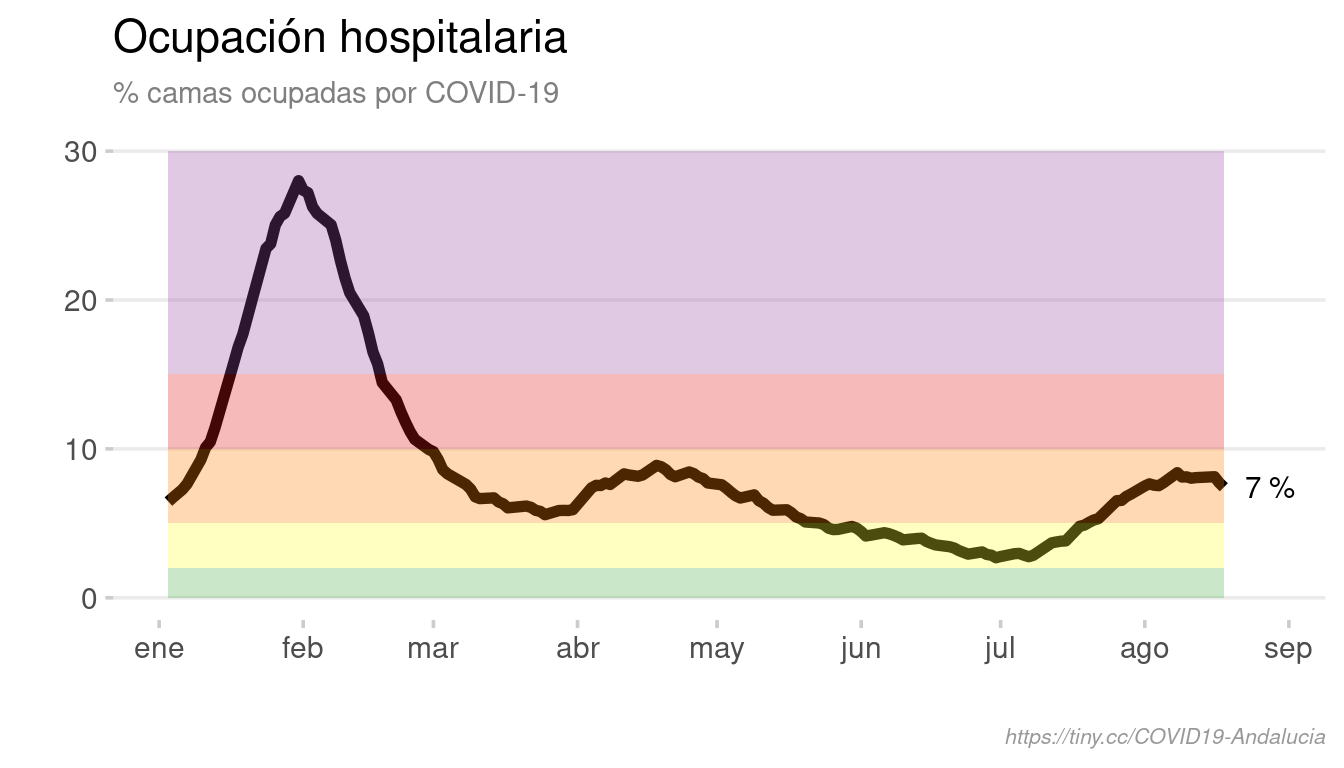 Ocupación hospitalaria
% camas ocupadas por COVID-19
30
20
10
0
7 %
ene feb mar abr may jun jul ago sep
https://tiny.cc/COVID19-Andalucia